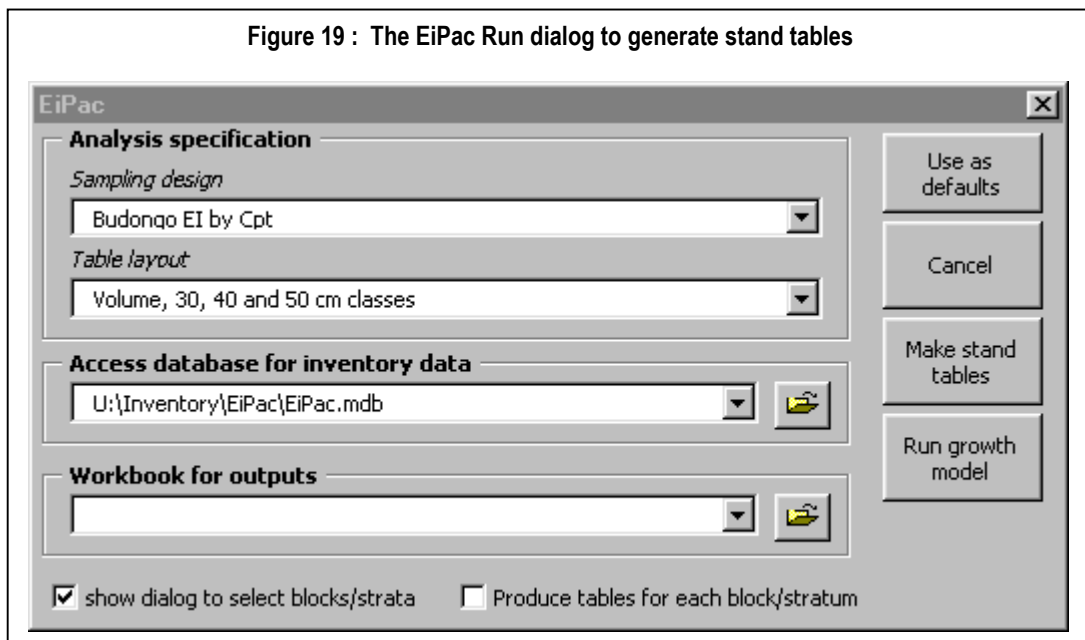 Figure 19 : The EiPac Run dialog to generate stand tables
EiPac
Analysis specification
Sampling design
Budongo EI by Cpt
Table layout
Volume, 30, 40 and 50 cm classes
Access database for inventory data
U:\Inventory\EiPac\EiPac.mdb
Workbook for outputs
show dialog to select blocks/strata
Produce tables for each block/stratum
Use as
defaults
Cancel
Make stand
tables
Run growth
model